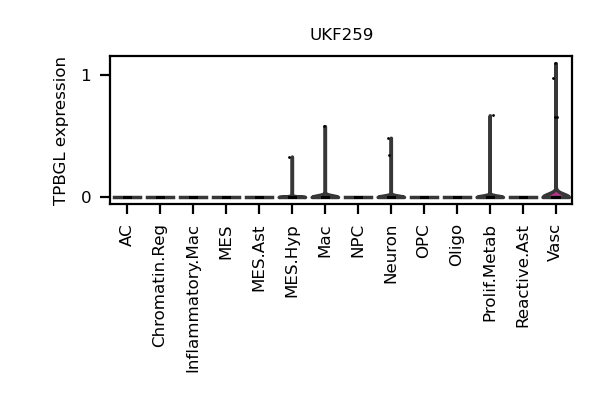 UKF259
TPBGL expression
1
0
AC
Chromatin.Reg
Inflammatory.Mac
MES
MES.Ast
MES.Hyp
Mac
NPC
Neuron
OPC
Oligo
Prolif.Metab
Reactive.Ast
Vasc